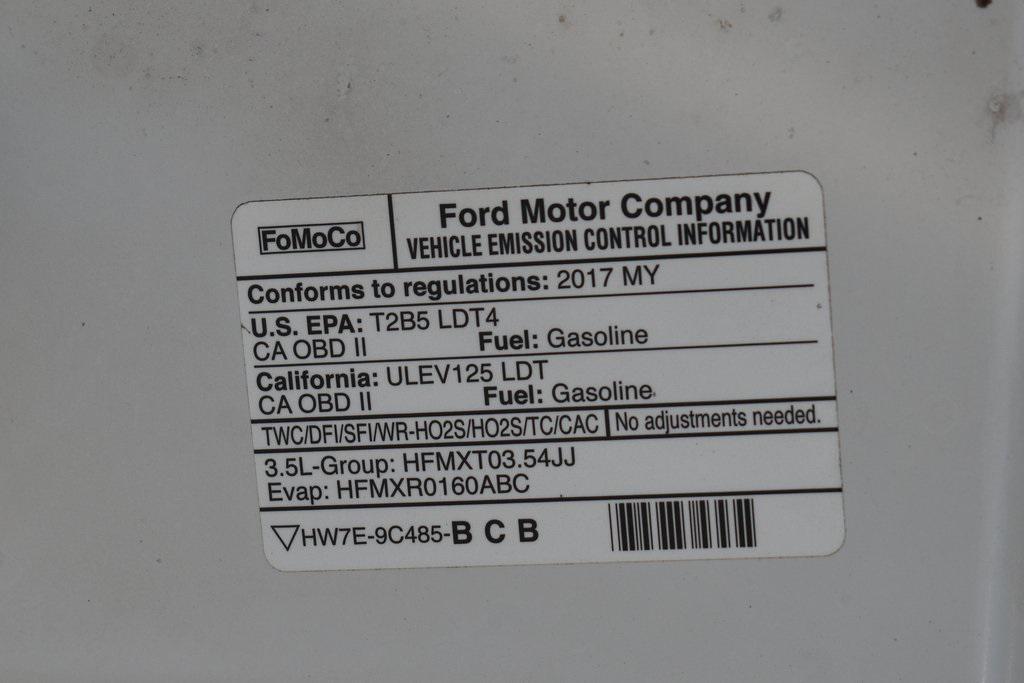 FoMoCo
Ford Motor Company
VEHICLE EMISSION CONTROL INFORMATION
Conforms to regulations: 2017 MY
U.S. EPA: T2B5 LDT4
CA OBD II Fuel: Gasoline
California: ULEV125 LDT
CA OBD II Fuel: Gasoline
TWC/DFI/SFI/WR-HO2S/HO2S/TC/CAC No adjustments needed.
3.5L-Group: HFMXT03.54JJ
Evap: HFMXR0160ABC
HW7E-9C485-B C B